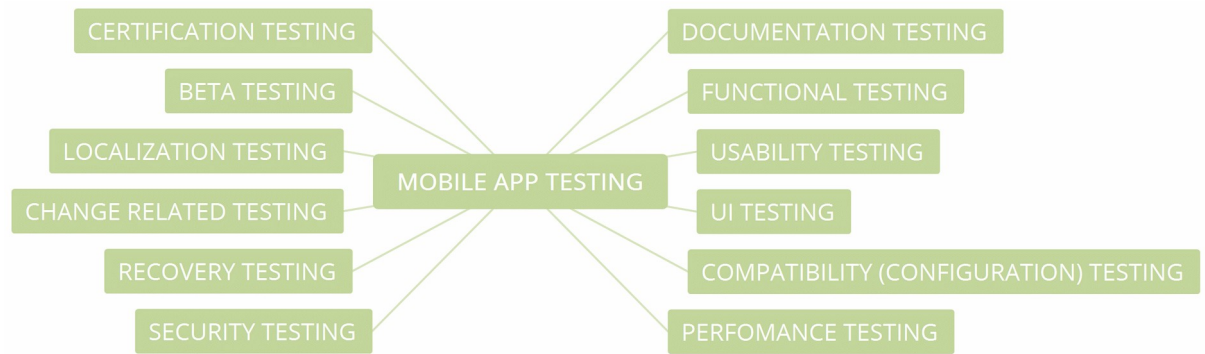 CERTIFICATION TESTING
BETA TESTING
LOCALIZATION TESTING
CHANGE RELATED TESTING
RECOVERY TESTING
SECURITY TESTING
MOBILE APP TESTING
DOCUMENTATION TESTING
FUNCTIONAL TESTING
USABILITY TESTING
UI TESTING
COMPATIBILITY (CONFIGURATION) TESTING
PERFOMANCE TESTING